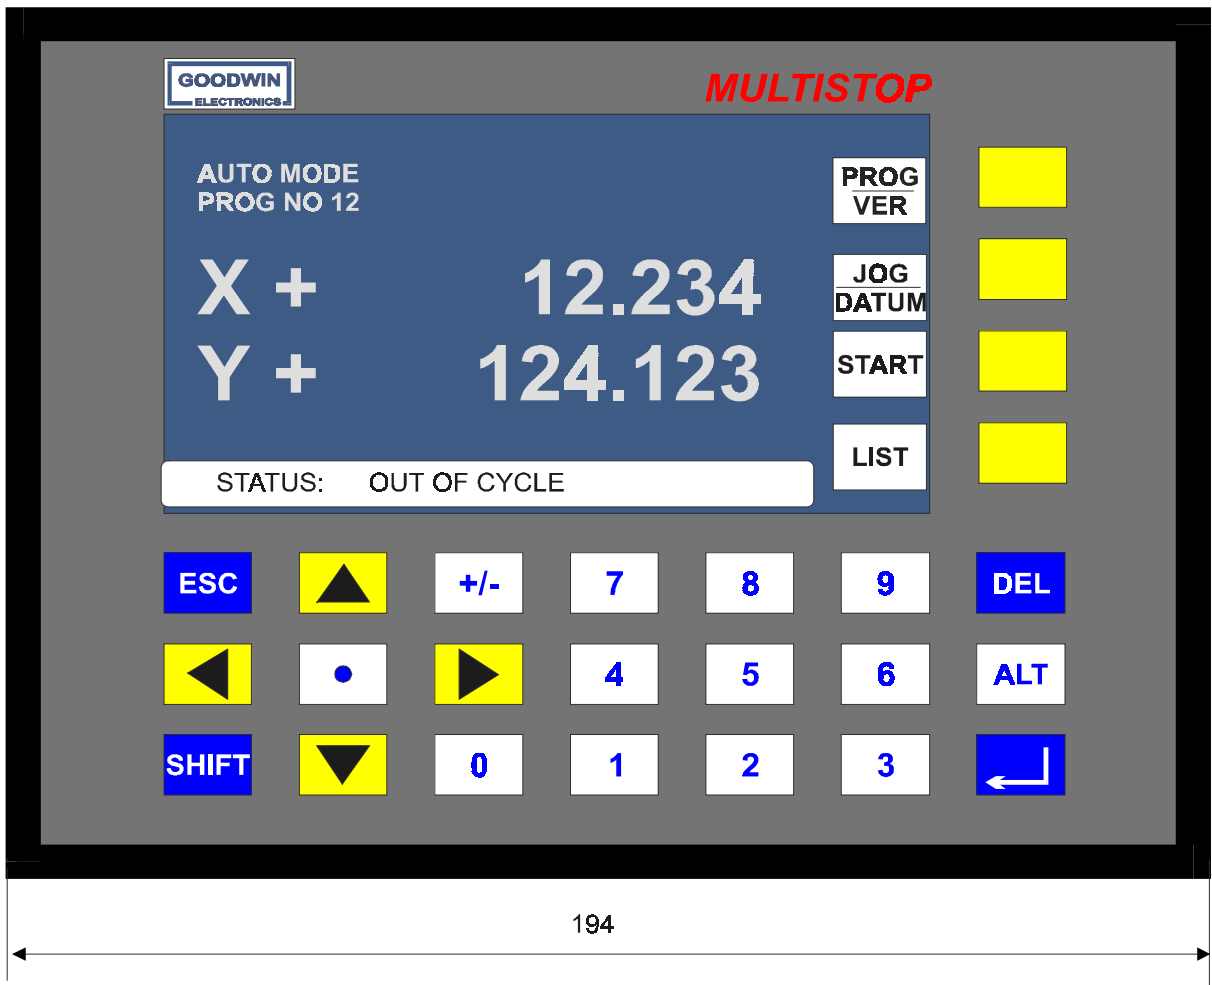 GOODWIN
ELECTRONICS
MULTISTOP
AUTO MODE
PROG NO 12
X + 12.234
Y + 124.123
STATUS: OUT OF CYCLE
PROG
VER
JOG
DATUM
START
LIST
ESC +/- 7 8 9 DEL
4 5 6 ALT
SHIFT 0 1 2 3
194